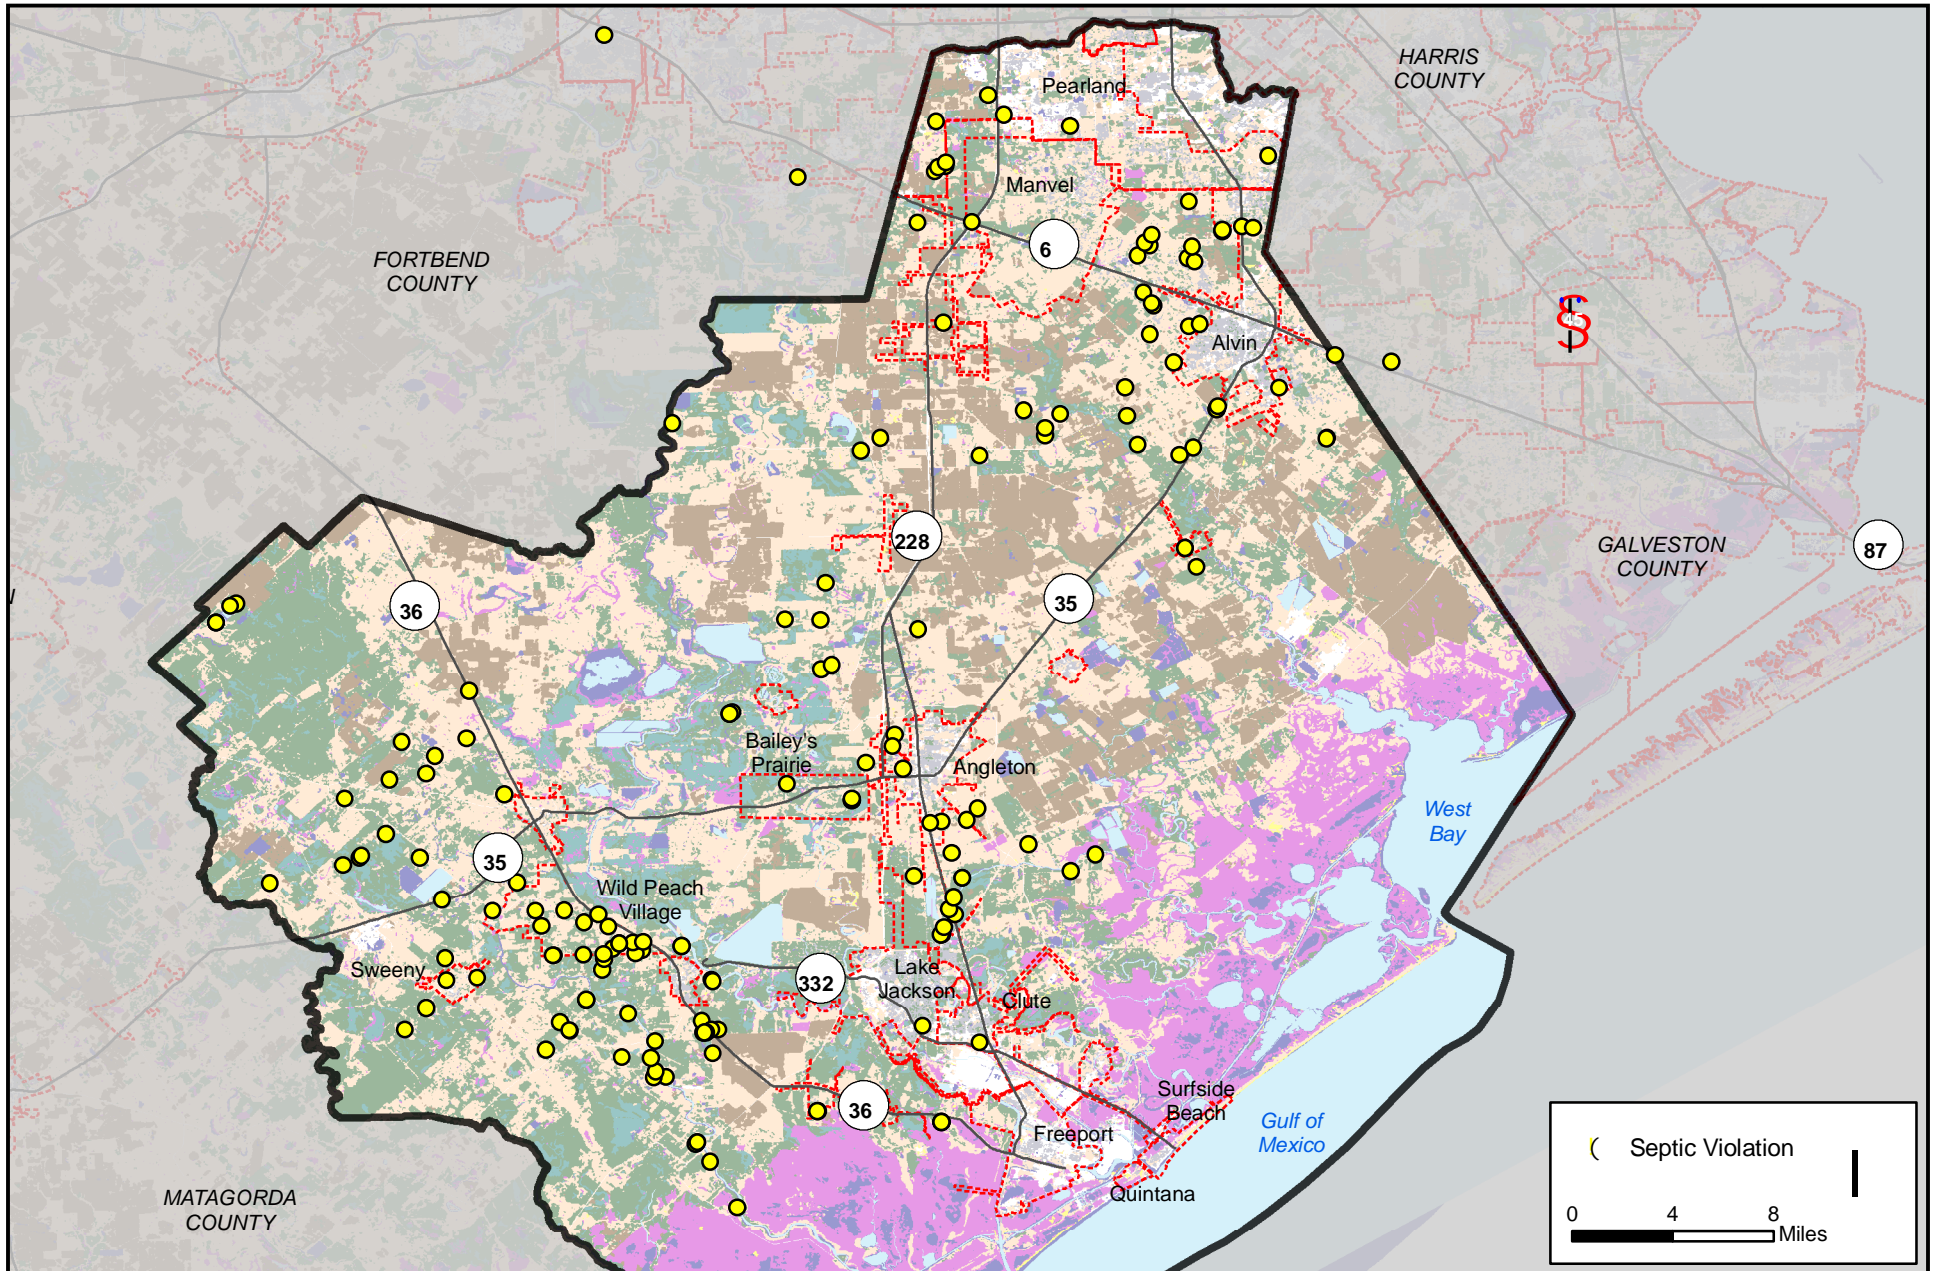 HARRIS
COUNTY
Pearland
Manvel
6
FORTBEND
COUNTY
Alvin
228
GALVESTON
COUNTY
87
36
35
Bailey's
Prairie
Angleton
West
Bay
35
Wild Peach
Village
Sweeny
332
Lake
Jackson
Clute
36
Surfside
Beach
Gulf of
Mexico
Freeport
Quintana
MATAGORDA
COUNTY
( Septic Violation
0 4 8
Miles